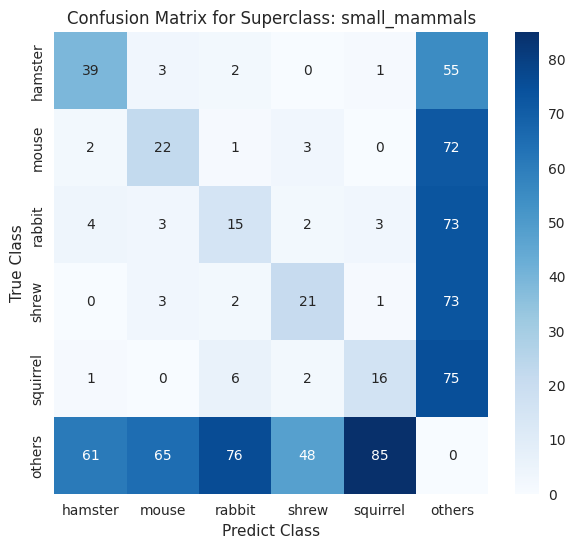 Confusion Matrix for Superclass: small_mammals
True Class
hamster 39 3 2 0 1 55
mouse 2 22 1 3 0 72
rabbit 4 3 15 2 3 73
shrew 0 3 2 21 1 73
squirrel 1 0 6 2 16 75
others 61 65 76 48 85 0
hamster mouse rabbit shrew squirrel others
Predict Class
80
70
60
50
40
30
20
10
0